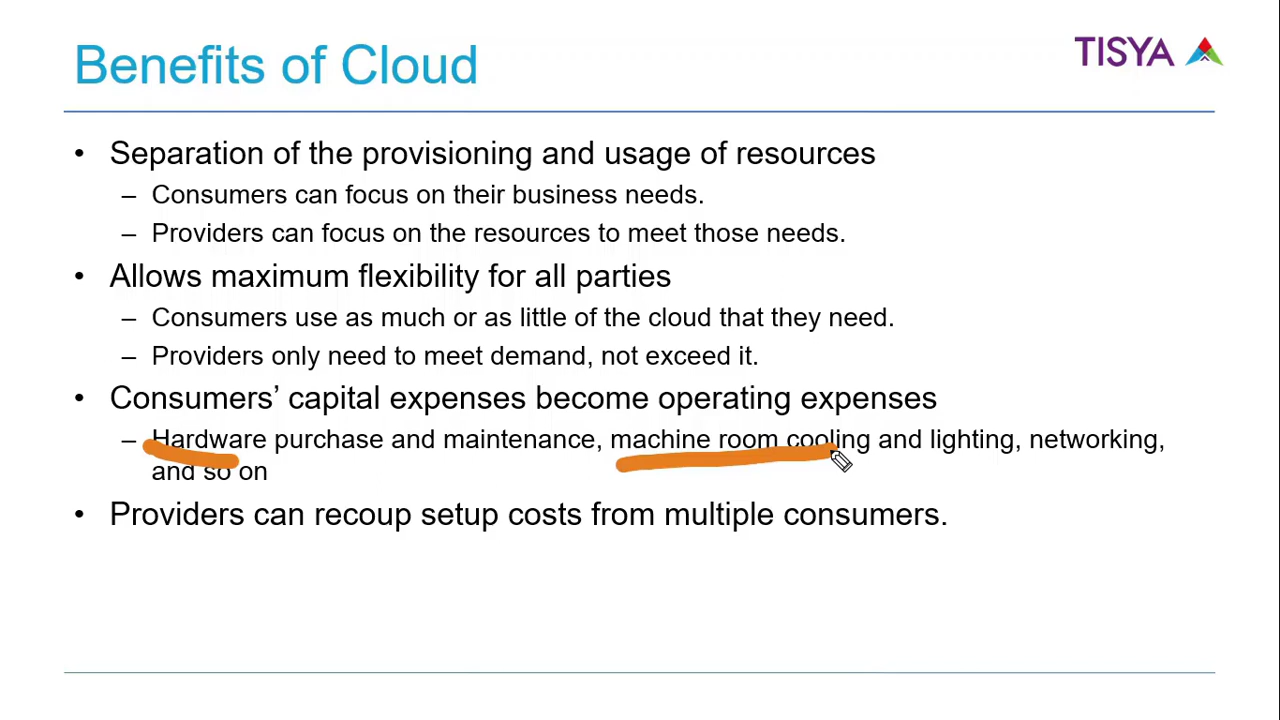 Benefits of Cloud
TISYA
• Separation of the provisioning and usage of resources
– Consumers can focus on their business needs.
– Providers can focus on the resources to meet those needs.
• Allows maximum flexibility for all parties
– Consumers use as much or as little of the cloud that they need.
– Providers only need to meet demand, not exceed it.
• Consumers’ capital expenses become operating expenses
– Hardware purchase and maintenance, machine room cooling and lighting, networking,
and so on
• Providers can recoup setup costs from multiple consumers.